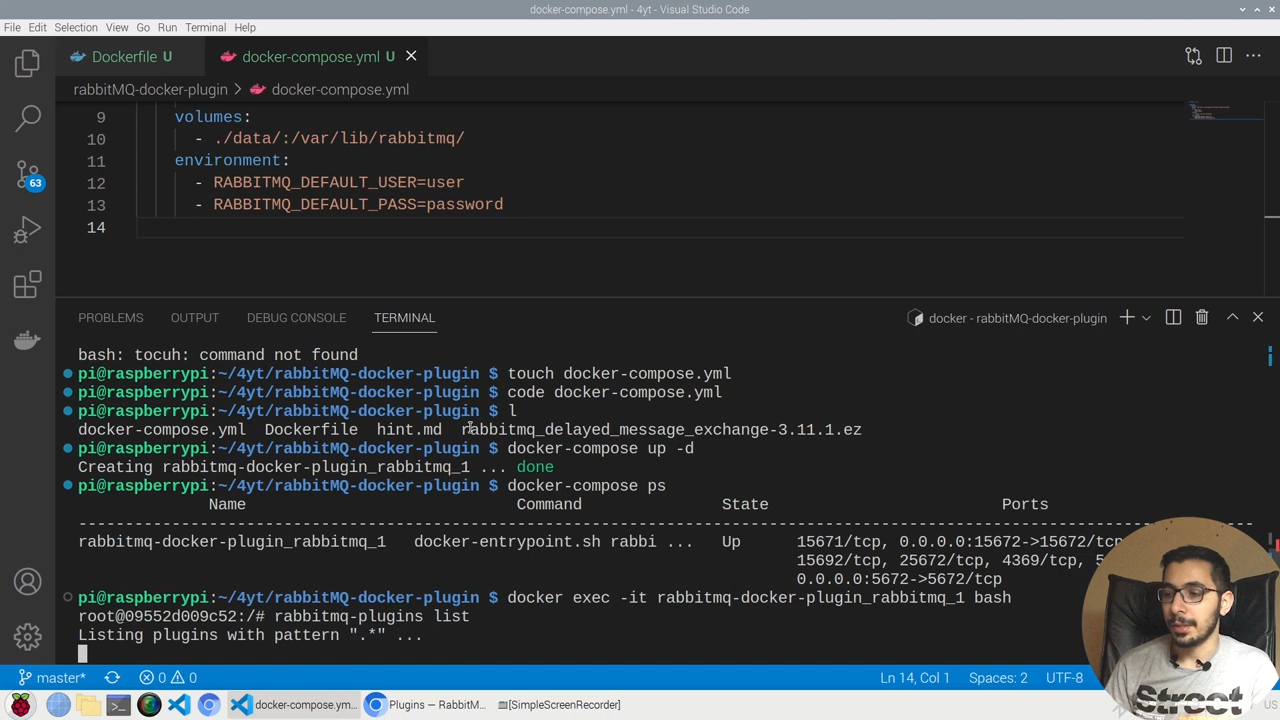 docker-compose.yml - 4yt - Visual Studio Code
File Edit Selection View Go Run Terminal Help
Dockerfile U docker-compose.yml U
rabbitMQ-docker-plugin > docker-compose.yml
9 volumes:
10 - ./data/:/var/lib/rabbitmq/
11 environment:
12 - RABBITMQ_DEFAULT_USER=user
13 - RABBITMQ_DEFAULT_PASS=password
14
63
PROBLEMS OUTPUT DEBUG CONSOLE TERMINAL docker - rabbitMQ-docker-plugin
bash: tocuh: command not found
pi@raspberrypi:~/4yt/rabbitMQ-docker-plugin $ touch docker-compose.yml
pi@raspberrypi:~/4yt/rabbitMQ-docker-plugin $ code docker-compose.yml
pi@raspberrypi:~/4yt/rabbitMQ-docker-plugin $ l
docker-compose.yml Dockerfile hint.md rabbitmq_delayed_message_exchange-3.11.1.ez
pi@raspberrypi:~/4yt/rabbitMQ-docker-plugin $ docker-compose up -d
Creating rabbitmq-docker-plugin_rabbitmq_1 ... done
pi@raspberrypi:~/4yt/rabbitMQ-docker-plugin $ docker-compose ps
Name Command State Ports
--------------------------------------------------------------------------------
rabbitmq-docker-plugin_rabbitmq_1 docker-entrypoint.sh rabbi ... Up 15671/tcp, 0.0.0.0:15672->15672/tcp
15692/tcp, 25672/tcp, 4369/tcp, 5
0.0.0.0:5672->5672/tcp
pi@raspberrypi:~/4yt/rabbitMQ-docker-plugin $ docker exec -it rabbitmq-docker-plugin_rabbitmq_1 bash
root@09552d009c52:/# rabbitmq-plugins list
Listing plugins with pattern ".*" ...
master* 0 0 Ln 14, Col 1 Spaces: 2 UTF-8
docker-compose.ym... Plugins — RabbitM... [SimpleScreenRecorder] US
Street